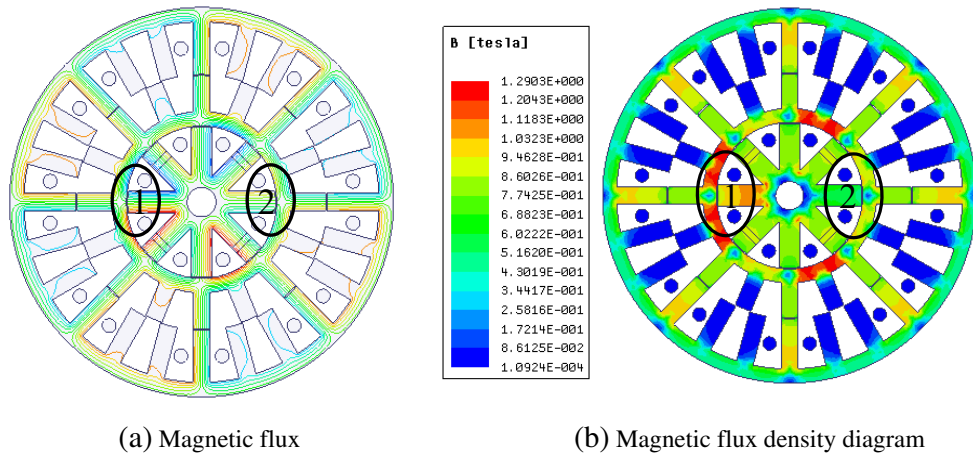 1
2
B [tesla]
1.2903E+000
1.2043E+000
1.1183E+000
1.0323E+000
9.4628E-001
8.6026E-001
7.7425E-001
6.8823E-001
6.0222E-001
5.1620E-001
4.3019E-001
3.4417E-001
2.5816E-001
1.7214E-001
8.6125E-002
1.0924E-004
1
2
(a) Magnetic flux
(b) Magnetic flux density diagram